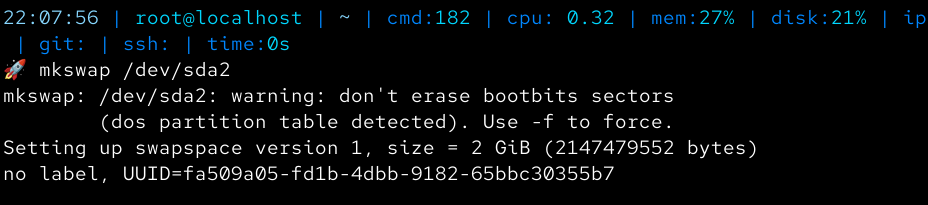 22:07:56 | root@localhost | ~ | cmd:182 | cpu: 0.32 | mem:27% | disk:21% | ip
| git: | ssh: | time:0s
🚀 mkswap /dev/sda2
mkswap: /dev/sda2: warning: don't erase bootbits sectors
        (dos partition table detected). Use -f to force.
Setting up swapspace version 1, size = 2 GiB (2147479552 bytes)
no label, UUID=fa509a05-fd1b-4dbb-9182-65bbc30355b7